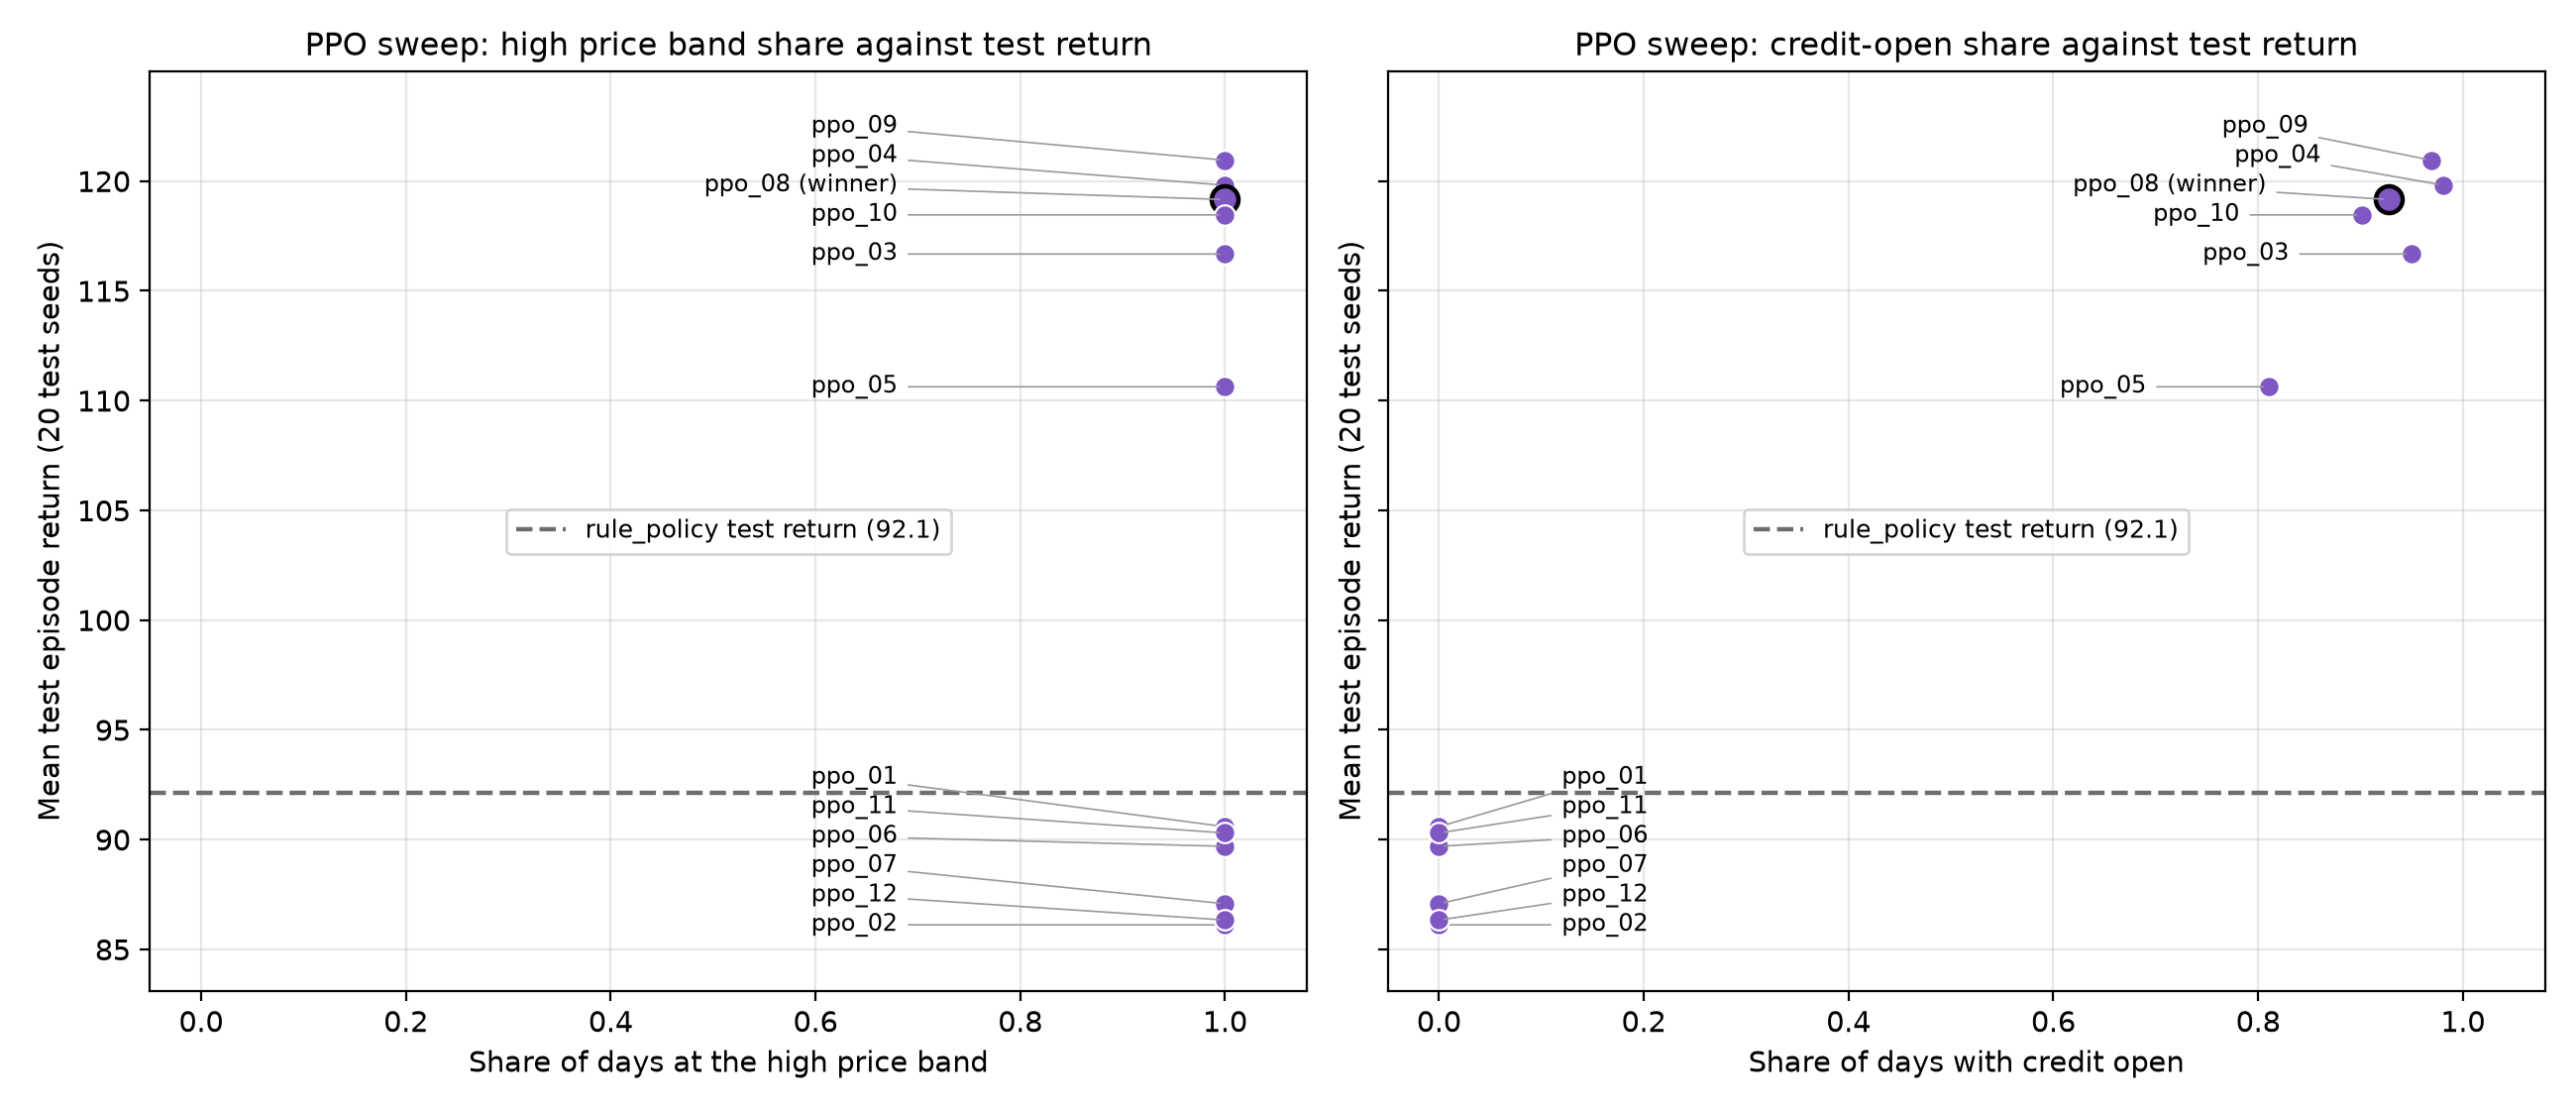 PPO sweep: high price band share against test return
Mean test episode return (20 test seeds)
120
115
110
105
100
95
90
85
ppo_09
ppo_04
ppo_08 (winner)
ppo_10
ppo_03
ppo_05
rule_policy test return (92.1)
ppo_01
ppo_11
ppo_06
ppo_07
ppo_12
ppo_02
0.0 0.2 0.4 0.6 0.8 1.0
Share of days at the high price band
PPO sweep: credit-open share against test return
Mean test episode return (20 test seeds)
ppo_09
ppo_04
ppo_08 (winner)
ppo_10
ppo_03
ppo_05
rule_policy test return (92.1)
ppo_01
ppo_11
ppo_06
ppo_07
ppo_12
ppo_02
0.0 0.2 0.4 0.6 0.8 1.0
Share of days with credit open